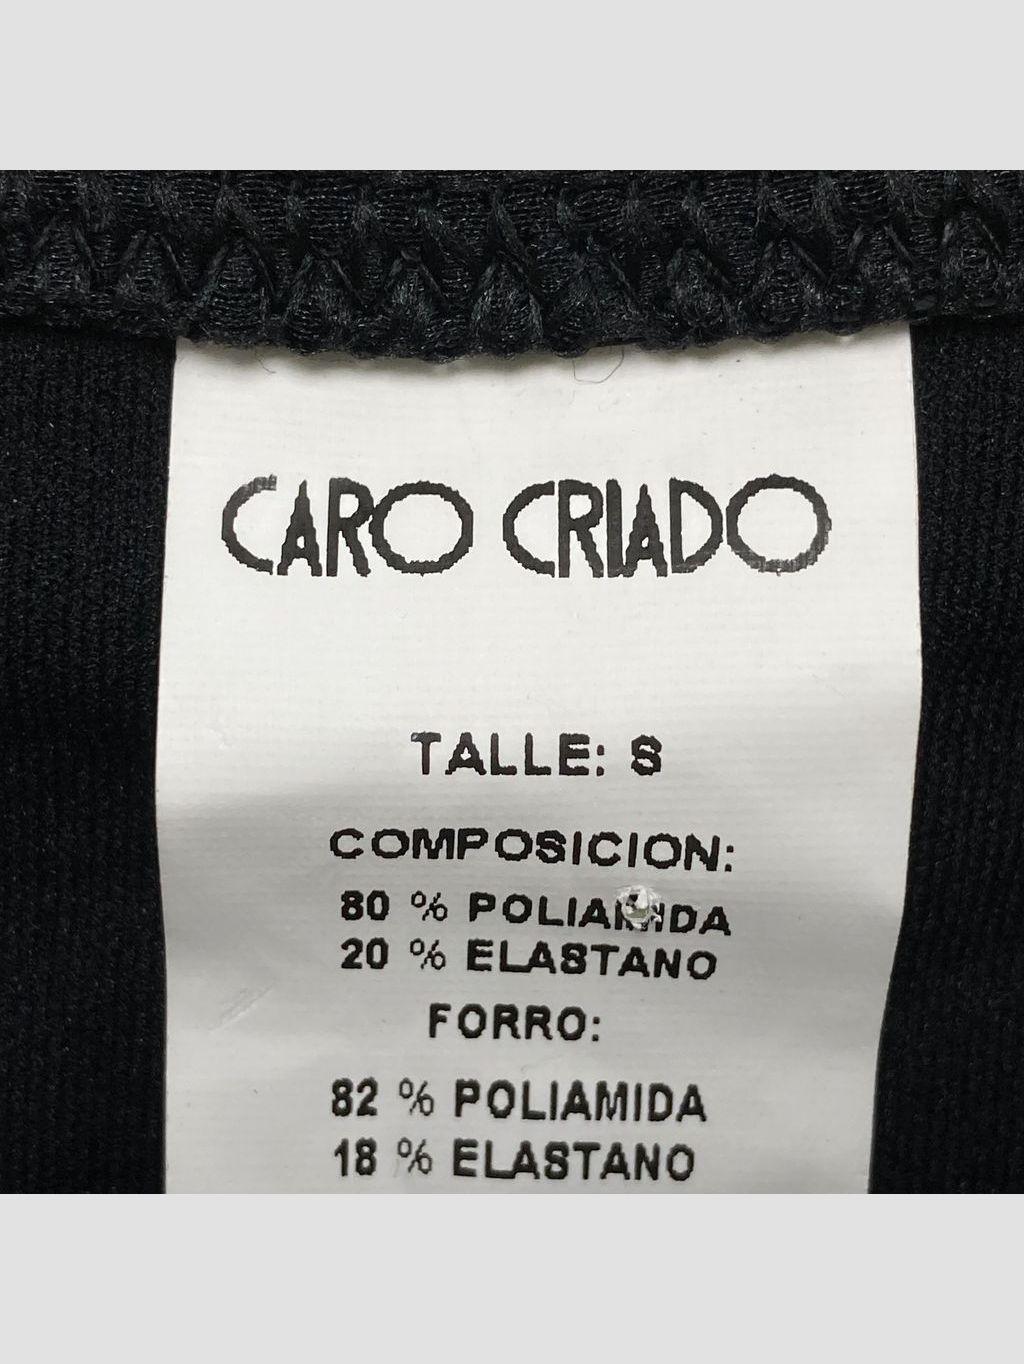 CARO CRIADO
TALLE: S
COMPOSICION:
80 % POLIAMIDA
20 % ELASTANO
FORRO:
82 % POLIAMIDA
18 % ELASTANO